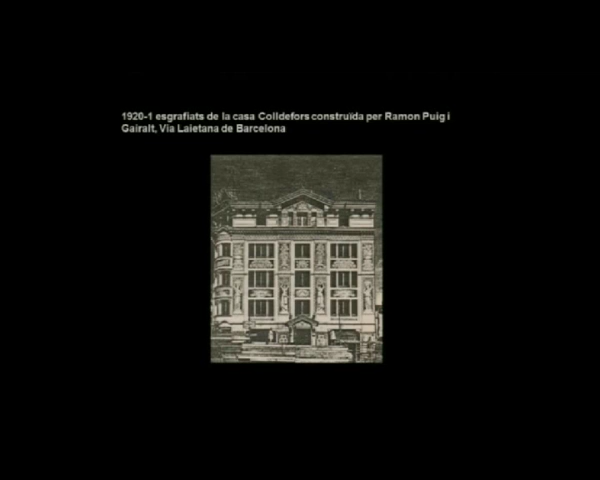 1920-1 esgrafiats de la casa Colldefors construïda per Ramon Puig i
Gairalt, Via Laietana de Barcelona